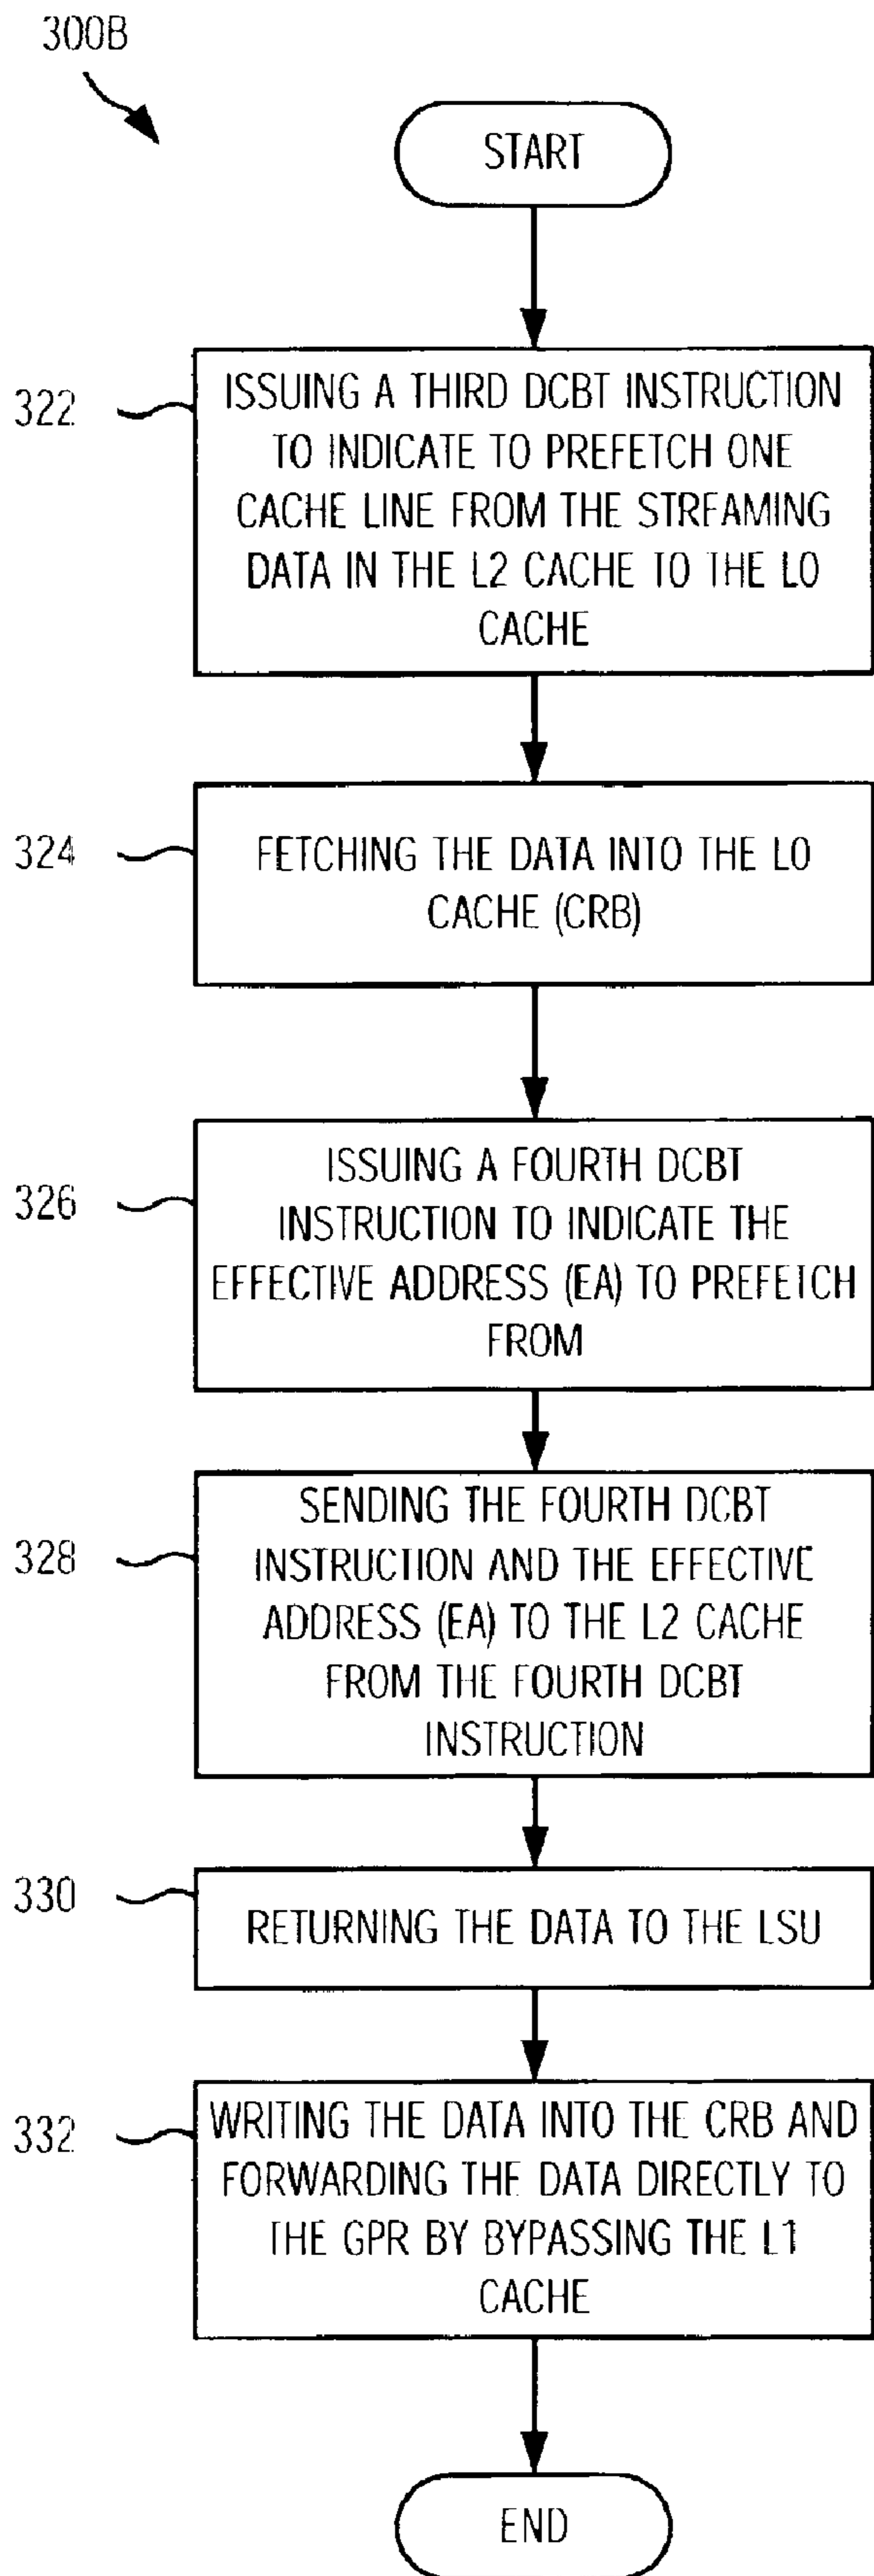 300B
START
322
ISSUING A THIRD DCBT INSTRUCTION
TO INDICATE TO PREFETCH ONE
CACHE LINE FROM THE STREAMING
DATA IN THE L2 CACHE TO THE L0
CACHE
324
FETCHING THE DATA INTO THE L0
CACHE (CRB)
326
ISSUING A FOURTH DCBT
INSTRUCTION TO INDICATE THE
EFFECTIVE ADDRESS (EA) TO PREFETCH
FROM
328
SENDING THE FOURTH DCBT
INSTRUCTION AND THE EFFECTIVE
ADDRESS (EA) TO THE L2 CACHE
FROM THE FOURTH DCBT
INSTRUCTION
330
RETURNING THE DATA TO THE LSU
332
WRITING THE DATA INTO THE CRB AND
FORWARDING THE DATA DIRECTLY TO
THE GPR BY BYPASSING THE L1
CACHE
END